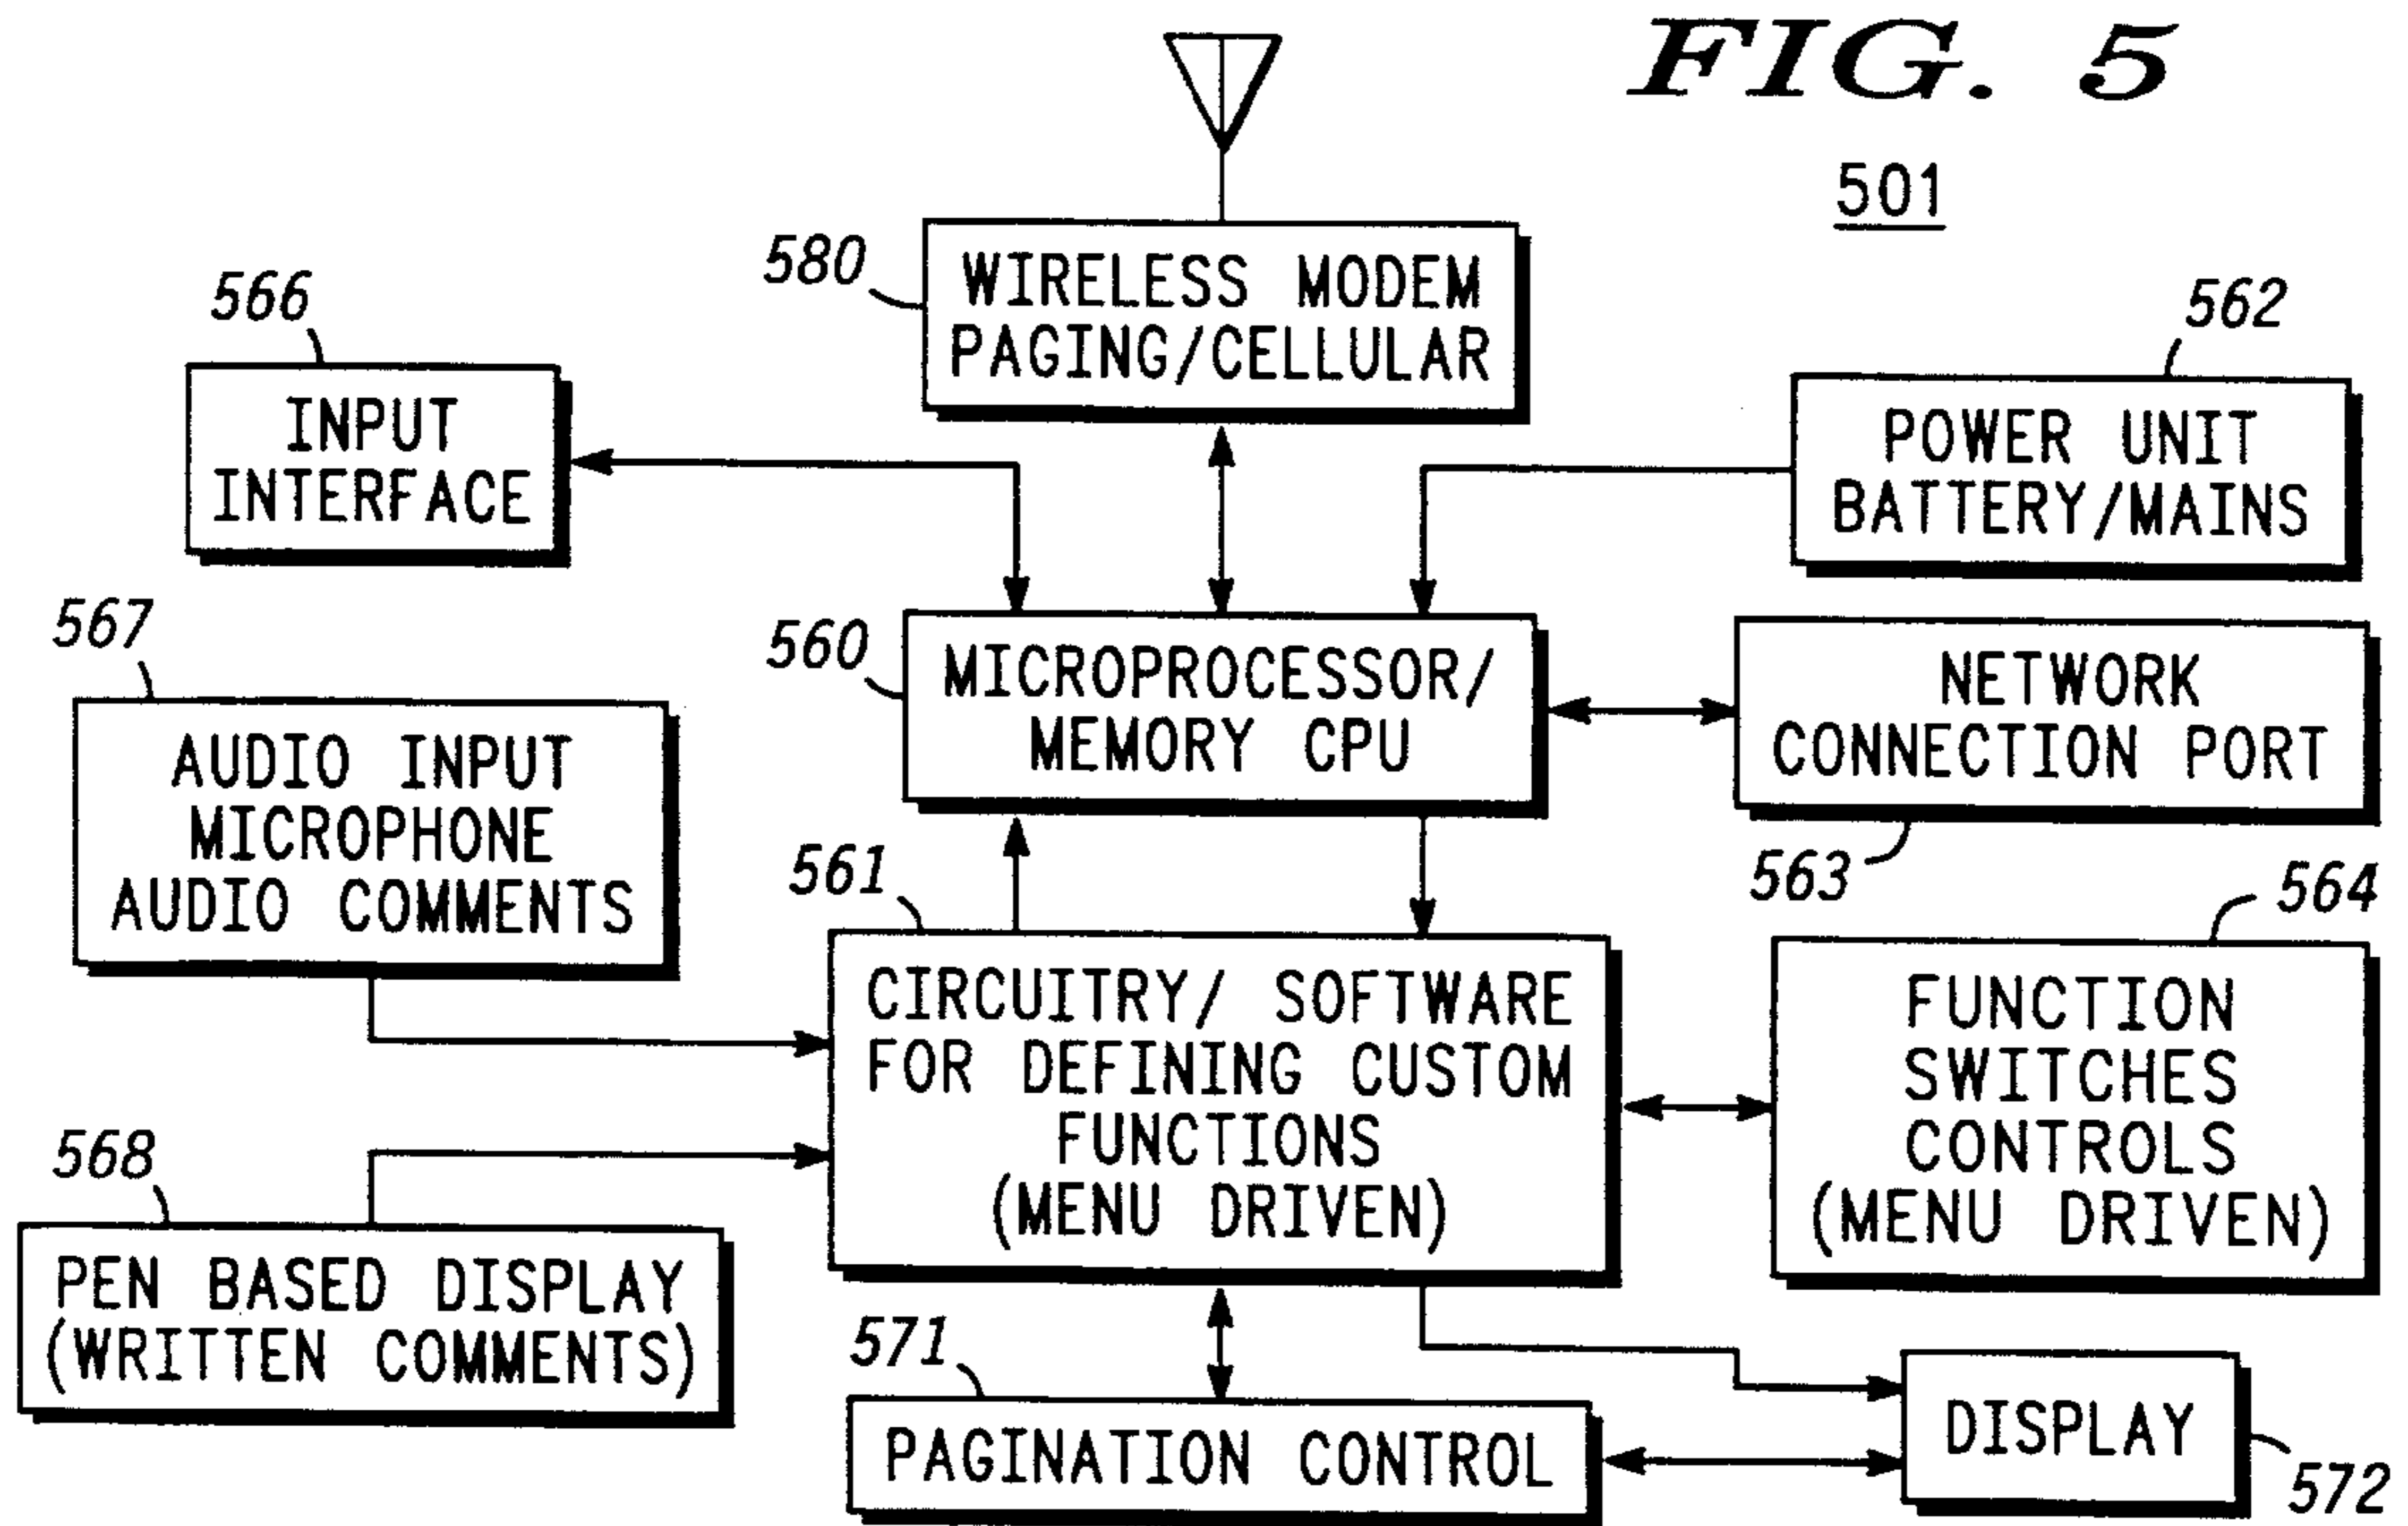 FIG. 5
501
580
WIRELESS MODEM
PAGING/CELLULAR
566
INPUT
INTERFACE
562
POWER UNIT
BATTERY/MAINS
567
AUDIO INPUT
MICROPHONE
AUDIO COMMENTS
560
MICROPROCESSOR/
MEMORY CPU
NETWORK
CONNECTION PORT
563
561
CIRCUITRY/ SOFTWARE
FOR DEFINING CUSTOM
FUNCTIONS
(MENU DRIVEN)
564
FUNCTION
SWITCHES
CONTROLS
(MENU DRIVEN)
568
PEN BASED DISPLAY
(WRITTEN COMMENTS)
571
PAGINATION CONTROL
DISPLAY
572